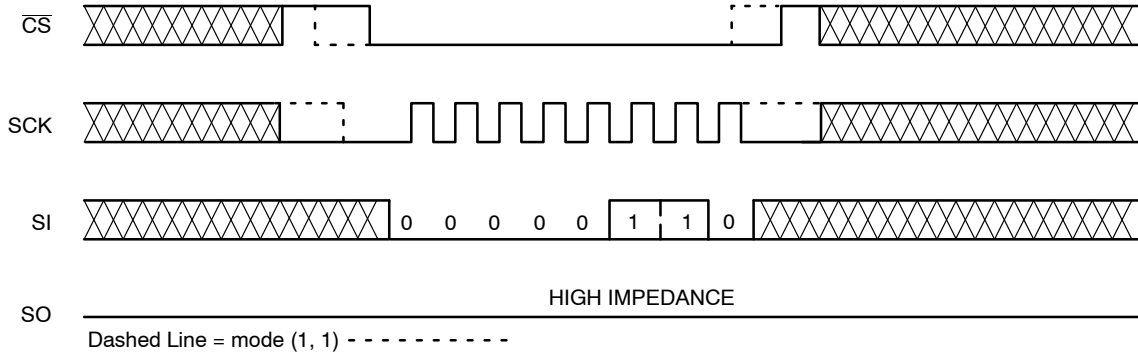 CS
SCK
SI 0 0 0 0 0 1 1 0
HIGH IMPEDANCE
SO
Dashed Line = mode (1, 1)